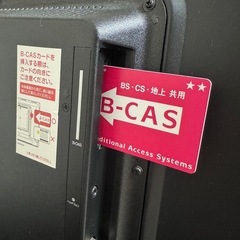 B-CASカードを
挿入する際は、
カードの向きに
ご注意ください。
B-CAS
★★
BS・CS・地上 共用
B-CAS
ditional Access Systems